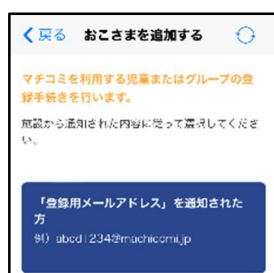 戻る おこさまを追加する
マチコミを利用する児童またはグループの登
録手続きを行います。
施設から通知された内容に従って選択してくださ
い。
「登録用メールアドレス」を通知された
方
例）abcd1234@machicomi.jp